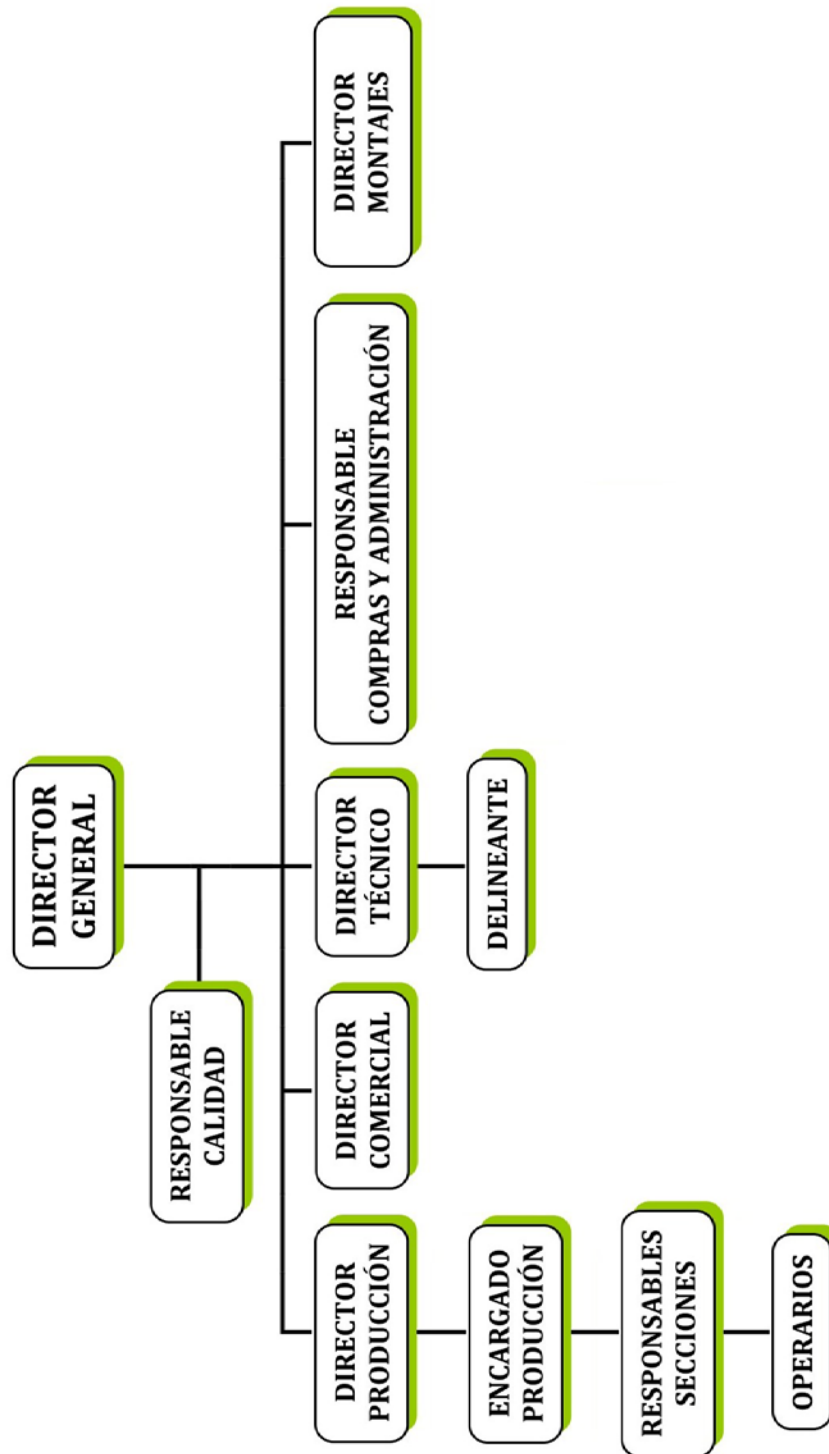 DIRECTOR
GENERAL
RESPONSABLE
CALIDAD
DIRECTOR
PRODUCCIÓN
DIRECTOR
COMERCIAL
DIRECTOR
TÉCNICO
RESPONSABLE
COMPRAS Y ADMINISTRACIÓN
DIRECTOR
MONTAJES
ENCARGADO
PRODUCCIÓN
DELINEANTE
RESPONSABLES
SECCIONES
OPERARIOS